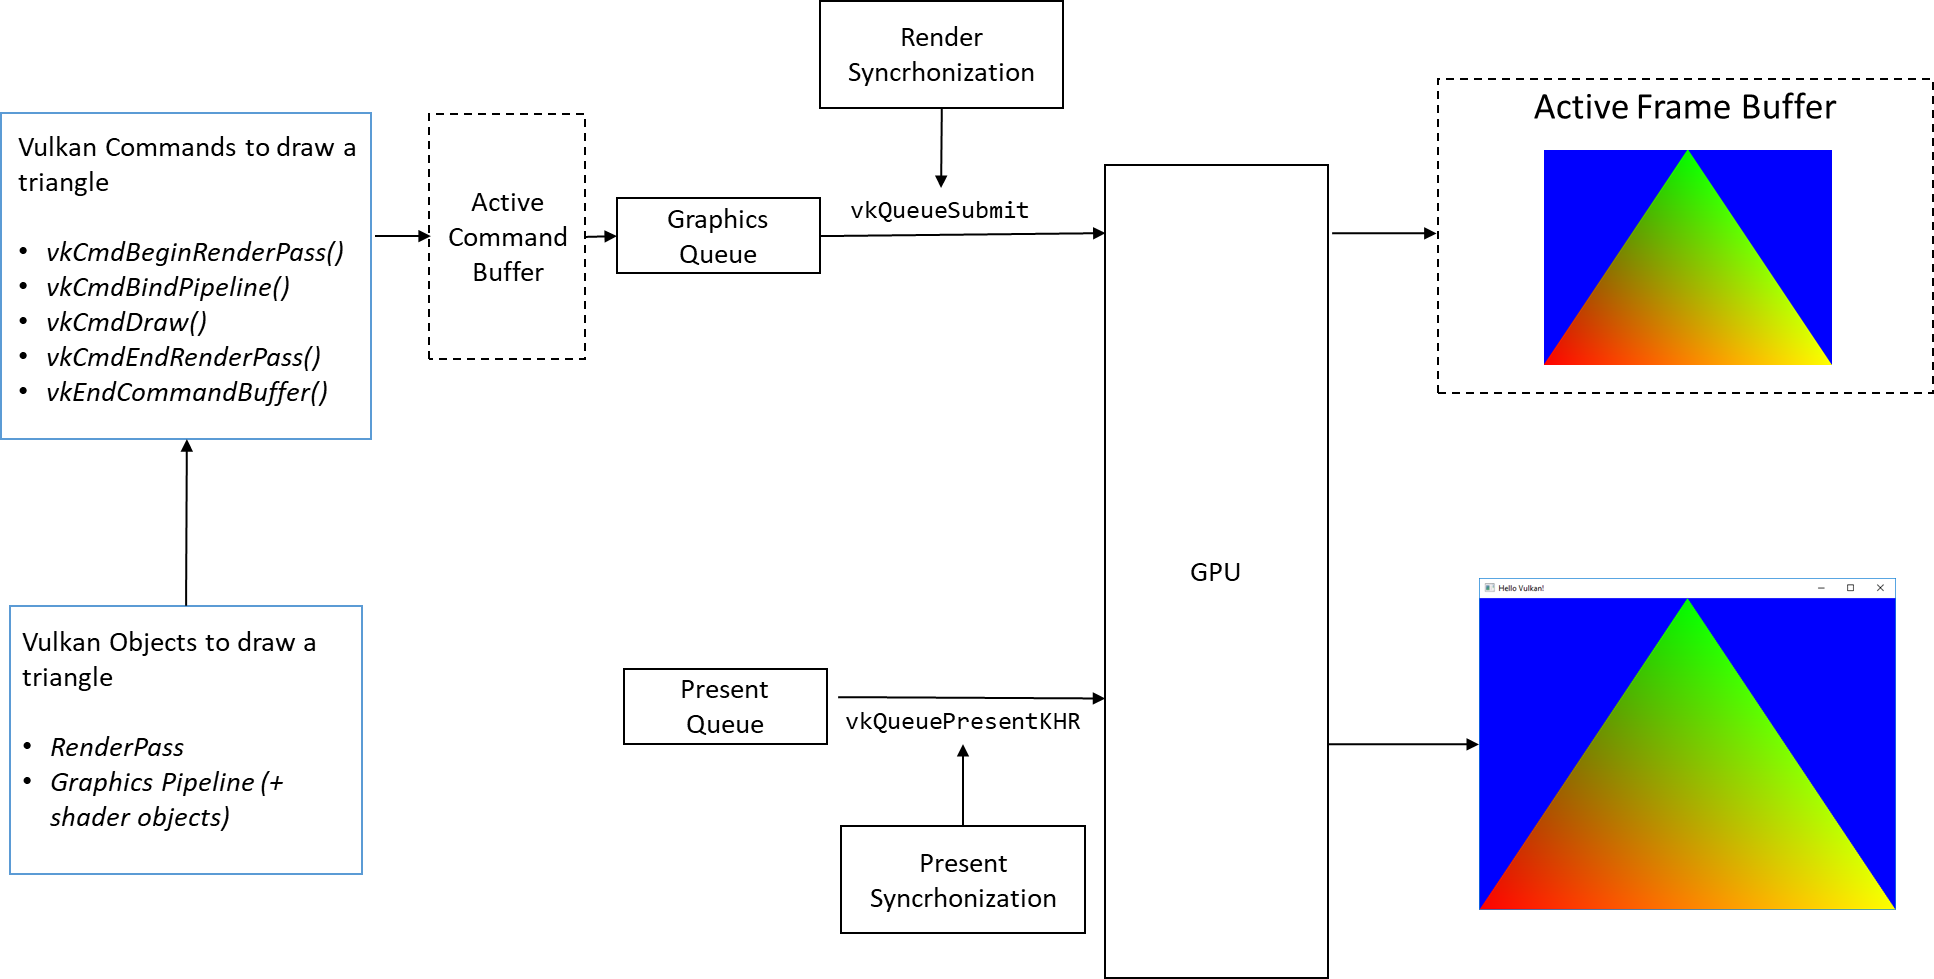 Render
Syncrhonization
Active Frame Buffer
Vulkan Commands to draw a
triangle
• vkCmdBeginRenderPass()
• vkCmdBindPipeline()
• vkCmdDraw()
• vkCmdEndRenderPass()
• vkEndCommandBuffer()
Active
Command
Buffer
Graphics
Queue
vkQueueSubmit
GPU
Hello Vulkan!
Vulkan Objects to draw a
triangle
• RenderPass
• Graphics Pipeline (+
shader objects)
Present
Queue
vkQueuePresentKHR
Present
Syncrhonization